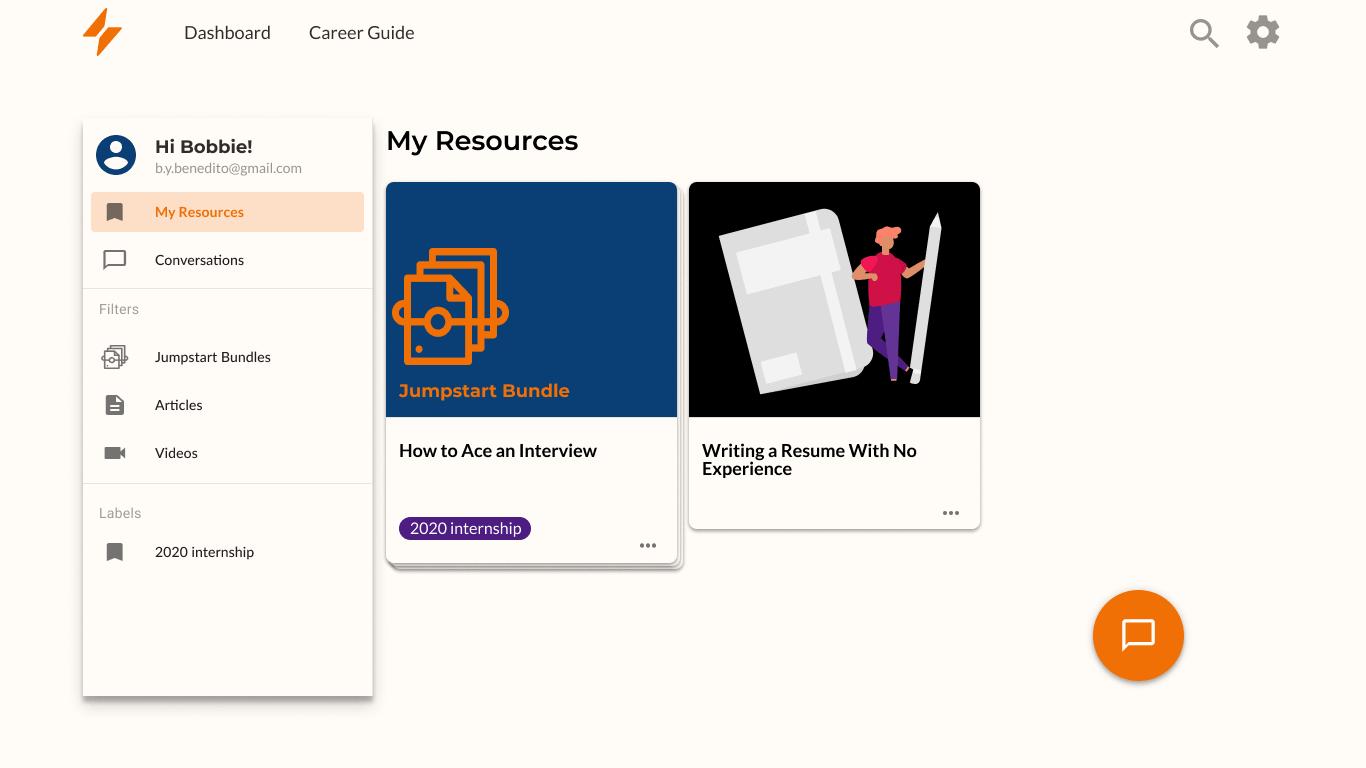 Dashboard
Career Guide
Hi Bobbie!
b.y.benedito@gmail.com
My Resources
Conversations
Filters
Jumpstart Bundles
Articles
Videos
Labels
2020 internship
My Resources
Jumpstart Bundle
How to Ace an Interview
2020 internship
Writing a Resume With No
Experience